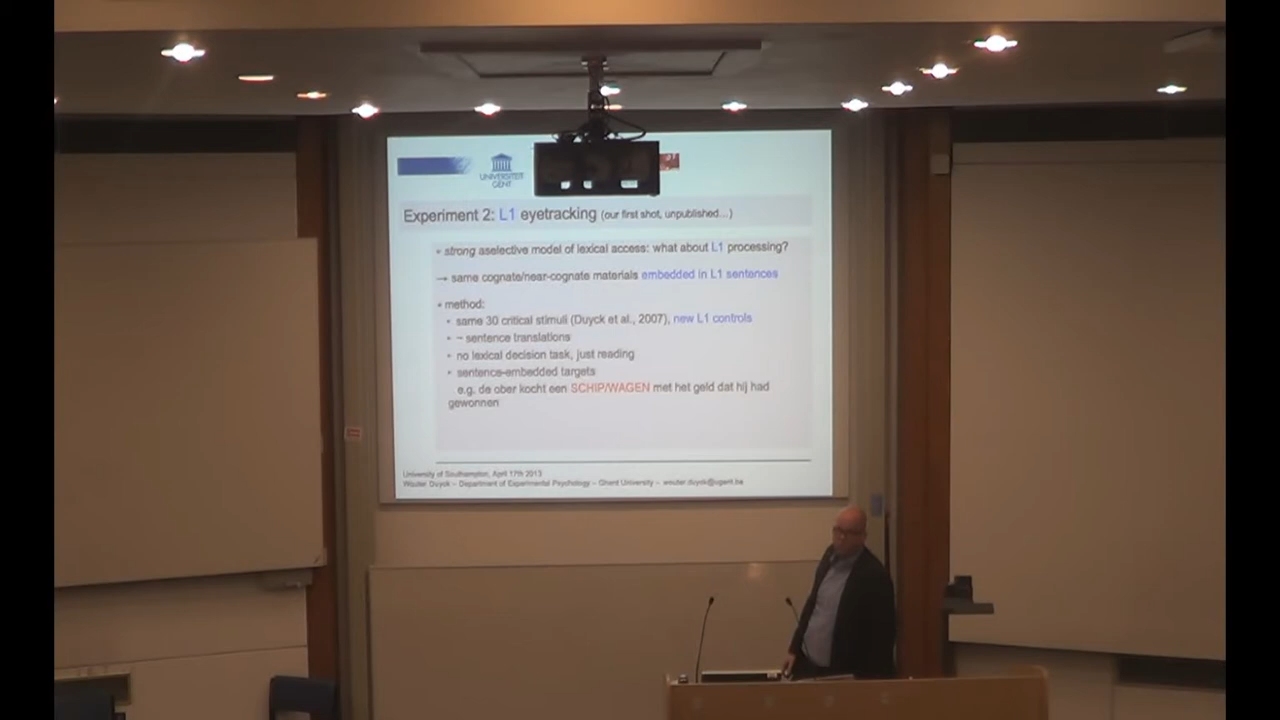 UNIVERSITEIT
GENT
Experiment 2: L1 eyetracking (our first shot, unpublished...)
• strong aselective model of lexical access: what about L1 processing?
→ same cognate/near-cognate materials embedded in L1 sentences
• method:
• same 30 critical stimuli (Duyck et al., 2007), new L1 controls
• ~ sentence translations
• no lexical decision task, just reading
• sentence-embedded targets
e.g. de ober kocht een SCHIP/WAGEN met het geld dat hij had
gewonnen
University of Southampton, April 17th 2013
Wouter Duyck – Department of Experimental Psychology – Ghent University – wouter.duyck@ugent.be